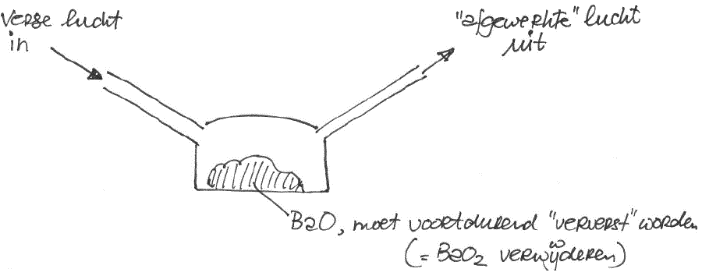 verse lucht
in
"afgewerkte" lucht
uit
BaO, moet voortdurend "ververst" worden
(= BaO2 verwijderen)